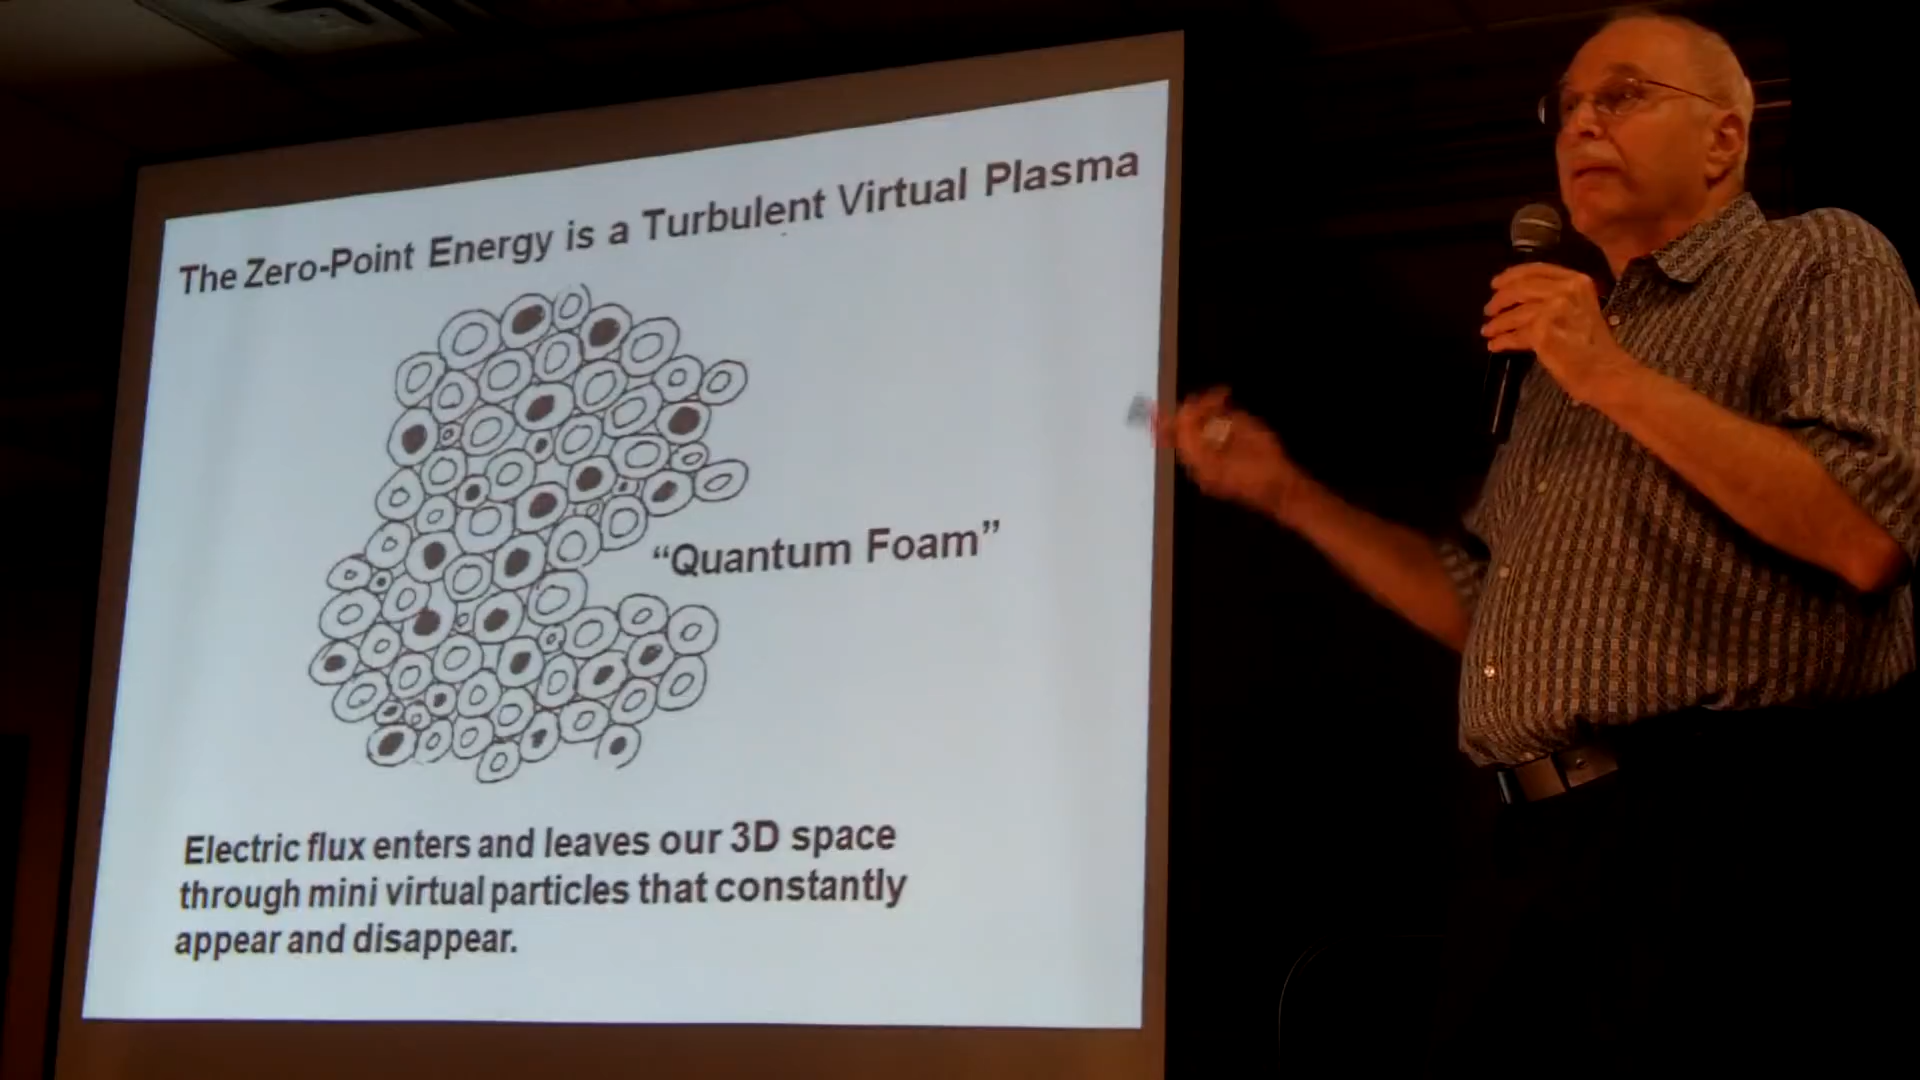 The Zero-Point Energy is a Turbulent Virtual Plasma
“Quantum Foam”
Electric flux enters and leaves our 3D space
through mini virtual particles that constantly
appear and disappear.